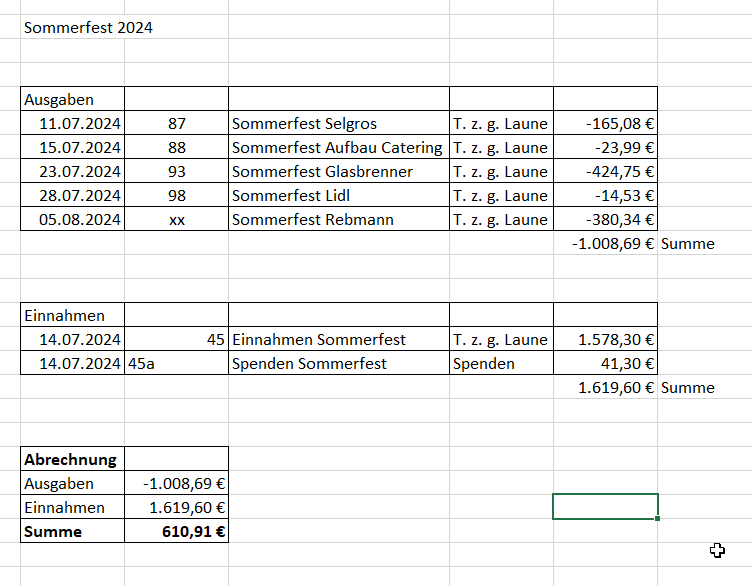 Sommerfest 2024
Ausgaben
11.07.2024 87 Sommerfest Selgros T. z. g. Laune -165,08 €
15.07.2024 88 Sommerfest Aufbau Catering T. z. g. Laune -23,99 €
23.07.2024 93 Sommerfest Glasbrenner T. z. g. Laune -424,75 €
28.07.2024 98 Sommerfest Lidl T. z. g. Laune -14,53 €
05.08.2024 xx Sommerfest Rebmann T. z. g. Laune -380,34 €
-1.008,69 € Summe
Einnahmen
14.07.2024 45 Einnahmen Sommerfest T. z. g. Laune 1.578,30 €
14.07.2024 45a Spenden Sommerfest Spenden 41,30 €
1.619,60 € Summe
Abrechnung
Ausgaben -1.008,69 €
Einnahmen 1.619,60 €
Summe 610,91 €